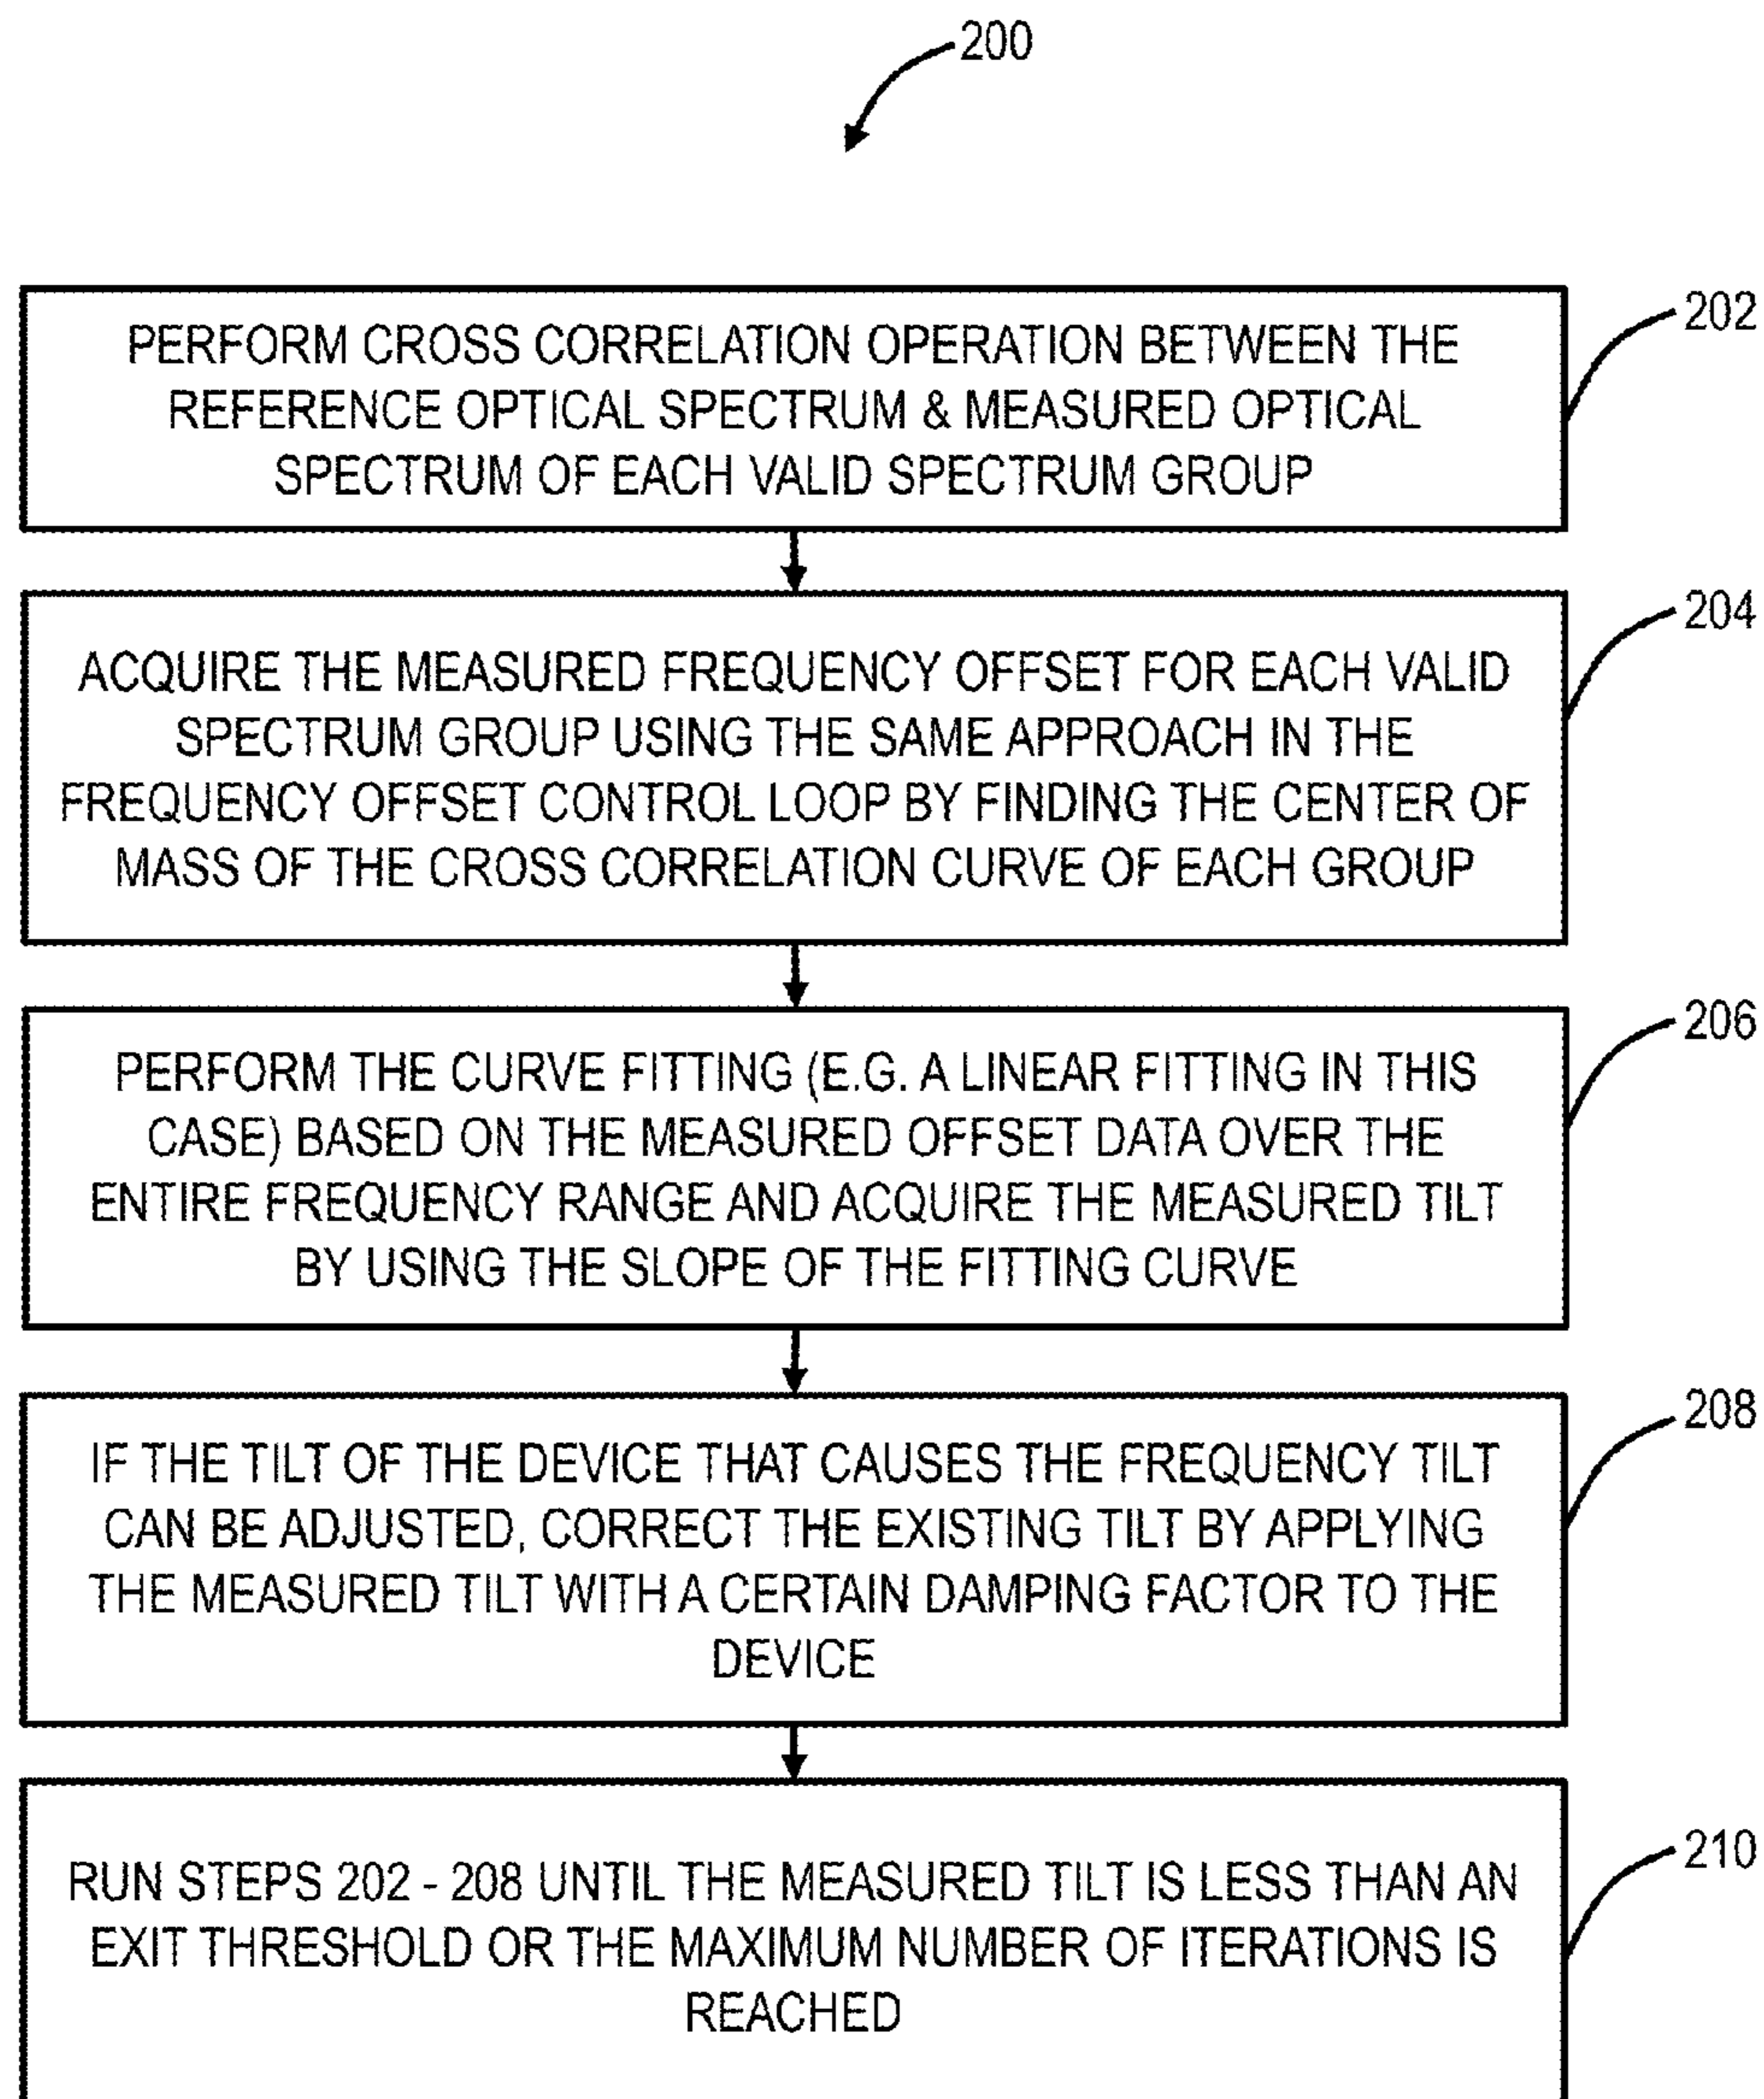 200
PERFORM CROSS CORRELATION OPERATION BETWEEN THE
REFERENCE OPTICAL SPECTRUM & MEASURED OPTICAL
SPECTRUM OF EACH VALID SPECTRUM GROUP
202
ACQUIRE THE MEASURED FREQUENCY OFFSET FOR EACH VALID
SPECTRUM GROUP USING THE SAME APPROACH IN THE
FREQUENCY OFFSET CONTROL LOOP BY FINDING THE CENTER OF
MASS OF THE CROSS CORRELATION CURVE OF EACH GROUP
204
PERFORM THE CURVE FITTING (E.G. A LINEAR FITTING IN THIS
CASE) BASED ON THE MEASURED OFFSET DATA OVER THE
ENTIRE FREQUENCY RANGE AND ACQUIRE THE MEASURED TILT
BY USING THE SLOPE OF THE FITTING CURVE
206
IF THE TILT OF THE DEVICE THAT CAUSES THE FREQUENCY TILT
CAN BE ADJUSTED, CORRECT THE EXISTING TILT BY APPLYING
THE MEASURED TILT WITH A CERTAIN DAMPING FACTOR TO THE
DEVICE
208
RUN STEPS 202 - 208 UNTIL THE MEASURED TILT IS LESS THAN AN
EXIT THRESHOLD OR THE MAXIMUM NUMBER OF ITERATIONS IS
REACHED
210